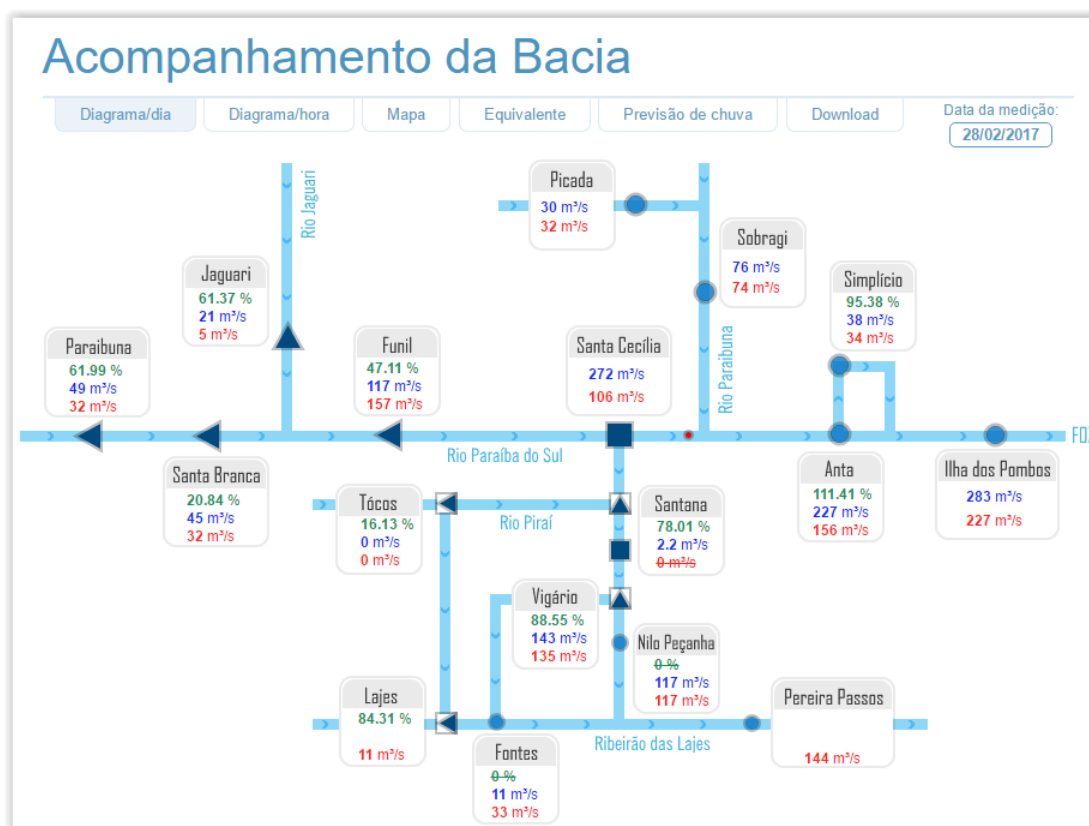 Acompanhamento da Bacia
Diagrama/dia
Diagrama/hora
Mapa
Equivalente
Previsão de chuva
Download
Data da medição:
28/02/2017
Rio Jaguari
Picada
30 m³/s
32 m³/s
Sobragi
76 m³/s
74 m³/s
Jaguari
61.37 %
21 m³/s
5 m³/s
Simplício
95.38 %
38 m³/s
34 m³/s
Paraibuna
61.99 %
49 m³/s
32 m³/s
Funil
47.11 %
117 m³/s
157 m³/s
Santa Cecília
272 m³/s
106 m³/s
Rio Paraibuna
Rio Paraíba do Sul
Santa Branca
20.84 %
45 m³/s
32 m³/s
Anta
111.41 %
227 m³/s
156 m³/s
Ilha dos Pombos
283 m³/s
227 m³/s
Tócos
16.13 %
0 m³/s
0 m³/s
Rio Piraí
Santana
78.01 %
2.2 m³/s
0 m³/s
Vigário
88.55 %
143 m³/s
135 m³/s
Nilo Peçanha
0 %
117 m³/s
117 m³/s
Lajes
84.31 %
11 m³/s
Pereira Passos
144 m³/s
Ribeirão das Lajes
Fontes
0 %
11 m³/s
33 m³/s